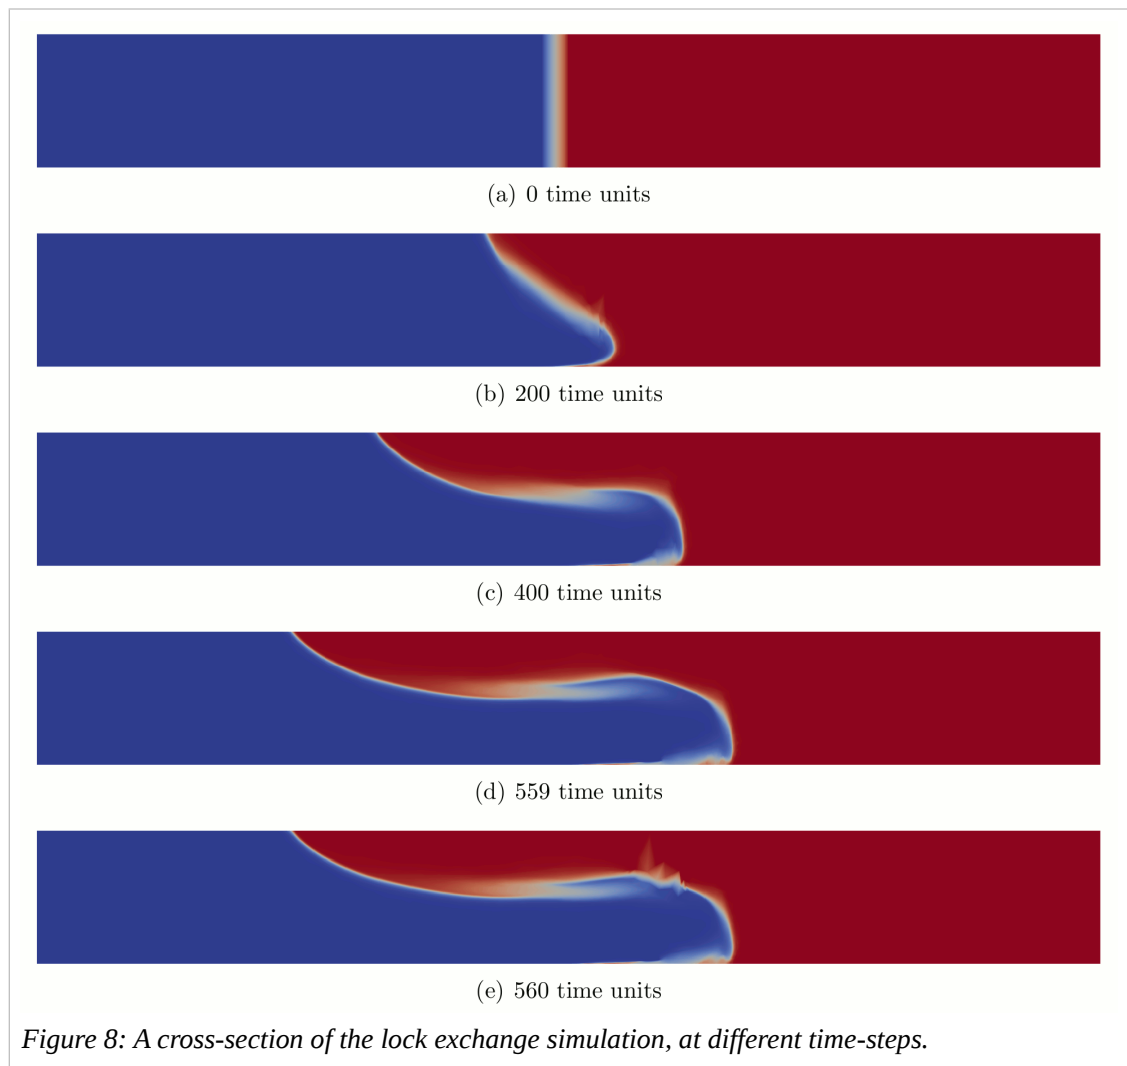 (a) 0 time units
(b) 200 time units
(c) 400 time units
(d) 559 time units
(e) 560 time units
Figure 8: A cross-section of the lock exchange simulation, at different time-steps.